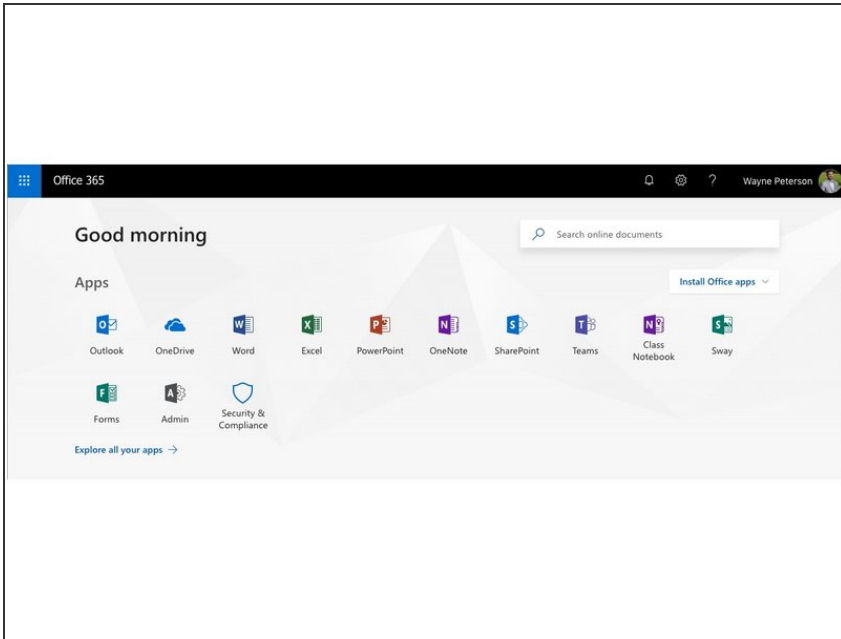 Office 365
?
Wayne Peterson
Good morning
Search online documents
Apps
Install Office apps
Outlook
OneDrive
Word
Excel
PowerPoint
OneNote
SharePoint
Teams
Class
Notebook
Sway
Forms
Admin
Security &
Compliance
Explore all your apps →